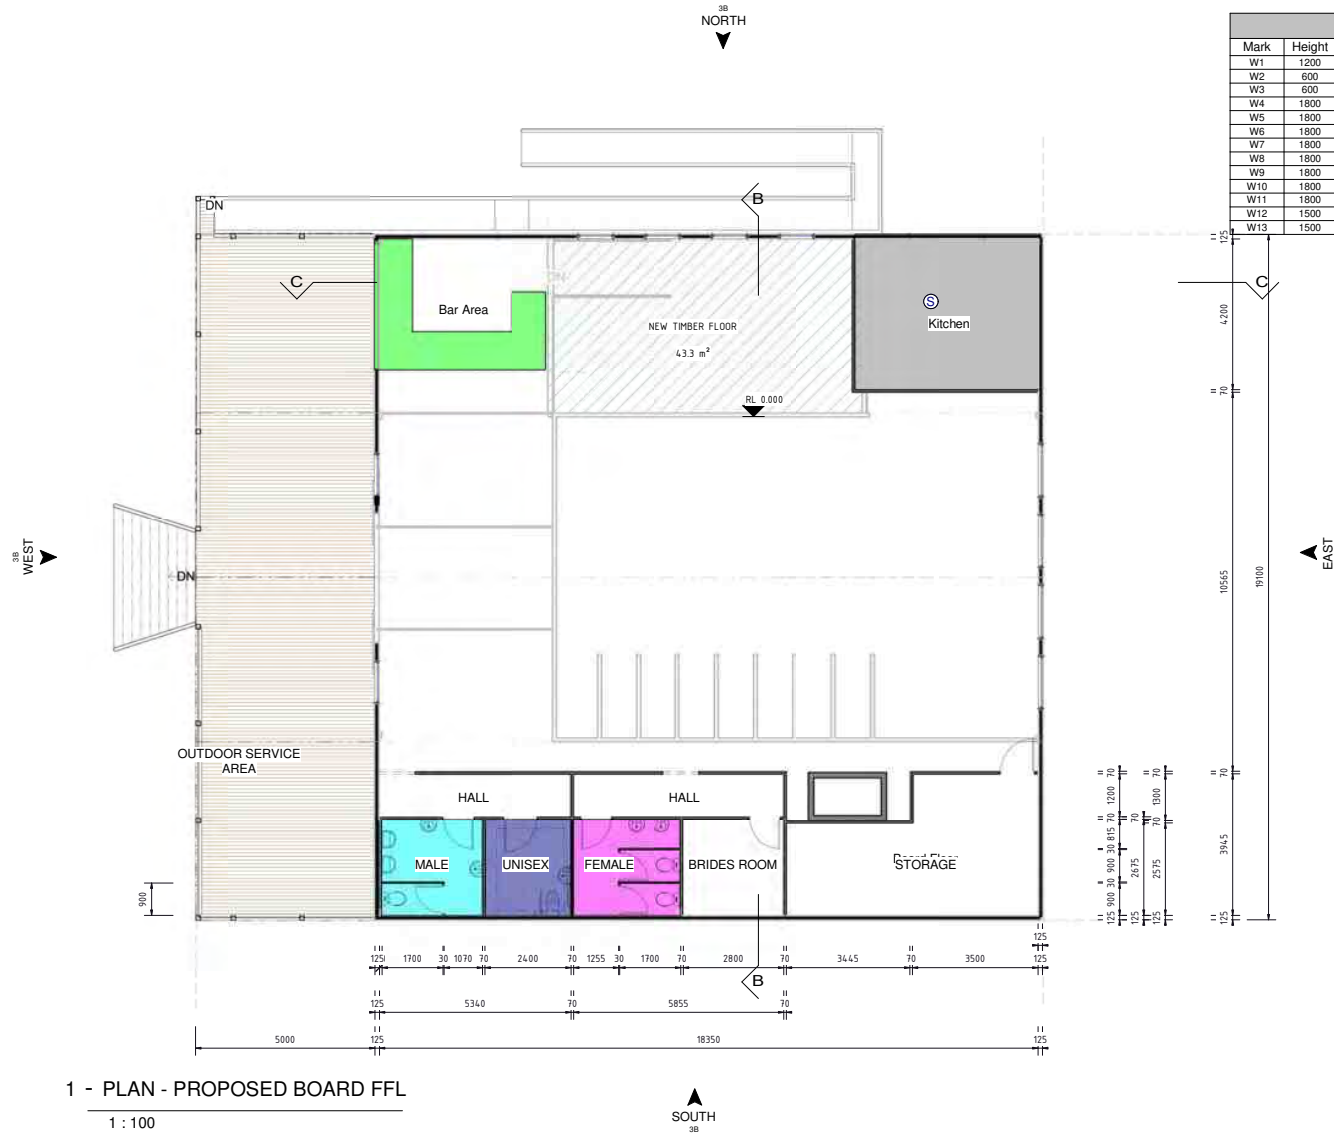 3B
NORTH
Mark Height
W1 1200
W2 600
W3 600
W4 1800
W5 1800
W6 1800
W7 1800
W8 1800
W9 1800
W10 1800
W11 1800
W12 1500
W13 1500
DN
B
C
C
DN
Bar Area
S
Kitchen
NEW TIMBER FLOOR
43.3 m²
RL 0.000
125
4200
70
10565
19100
70
3945
125
3B
WEST
EAST
DN
OUTDOOR SERVICE
AREA
HALL
HALL
MALE
UNISEX
FEMALE
BRIDES ROOM
STORAGE
900
70
1200
70
815
30
900
30
900
125
70
2675
125
70
1300
70
2575
125
125
125 1700 30 1070 70 2400 70 1255 30 1700 70 2800 70 3445 70 3500 125
B
125 5340 70 5855 70
5000 125 18350 125
1 - PLAN - PROPOSED BOARD FFL
1 : 100
SOUTH
3B